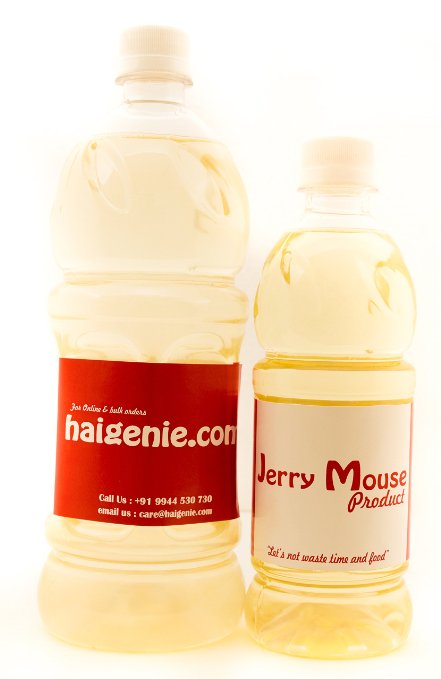 For Online & bulk orders
haigenie.com
Call Us : +91 9944 530 730
email us : care@haigenie.com
Jerry Mouse
Product
"Let's not waste time and food"